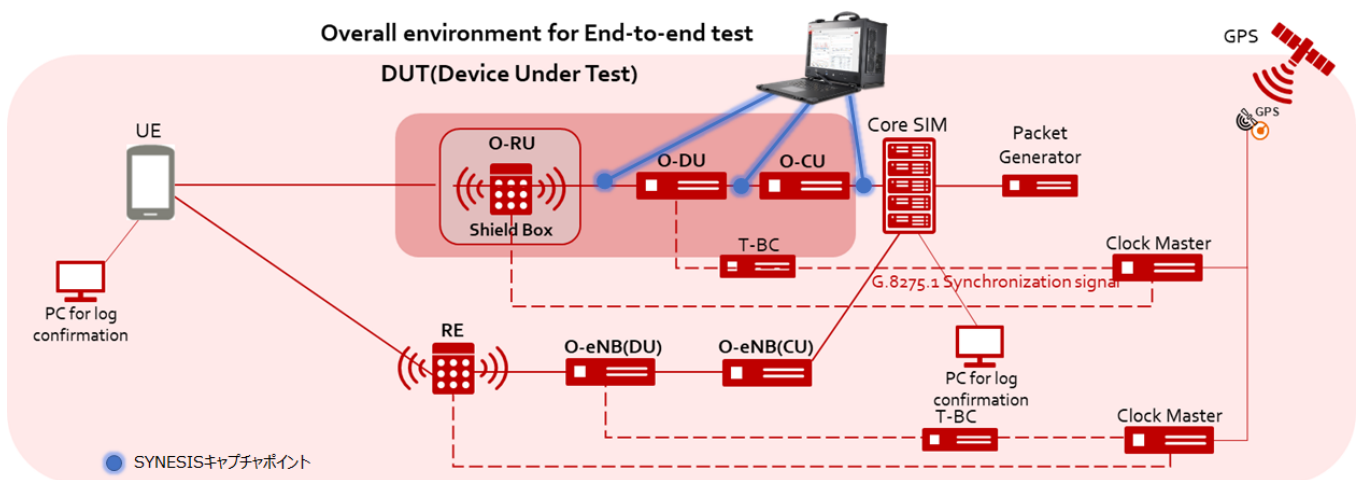 Overall environment for End-to-end test
GPS
DUT(Device Under Test)
GPS
UE
Core SIM
Packet
Generator
O-RU
O-DU
O-CU
Shield Box
T-BC
Clock Master
G.8275.1 Synchronization signal
PC for log
confirmation
RE
O-eNB(DU)
O-eNB(CU)
PC for log
confirmation
T-BC
Clock Master
SYNESISキャプチャポイント